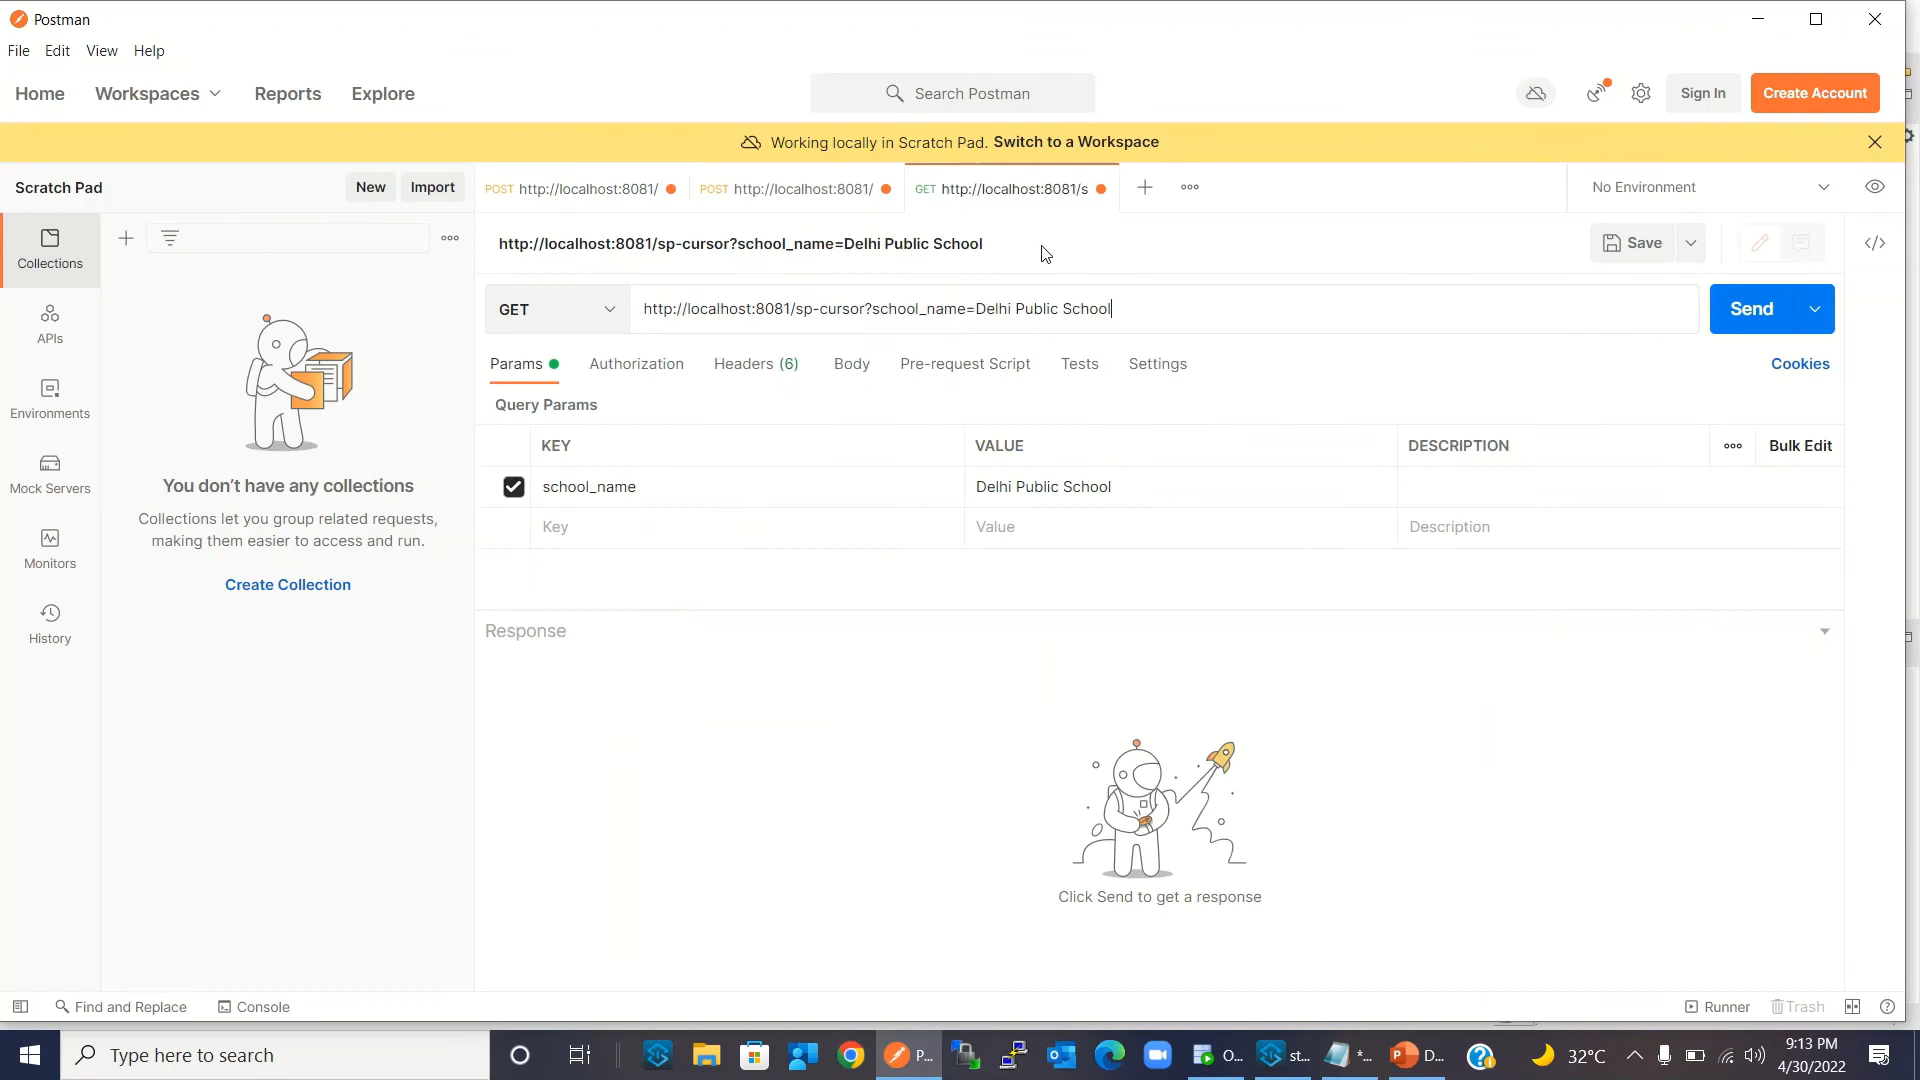 Postman
File Edit View Help
Home Workspaces Reports Explore Search Postman Sign In Create Account
Working locally in Scratch Pad. Switch to a Workspace
Scratch Pad New Import POST http://localhost:8081/ POST http://localhost:8081/ GET http://localhost:8081/s No Environment
Collections
APIs
Environments
Mock Servers
Monitors
History
You don't have any collections
Collections let you group related requests,
making them easier to access and run.
Create Collection
http://localhost:8081/sp-cursor?school_name=Delhi Public School Save
GET http://localhost:8081/sp-cursor?school_name=Delhi Public School Send
Params Authorization Headers (6) Body Pre-request Script Tests Settings Cookies
Query Params
KEY VALUE DESCRIPTION Bulk Edit
school_name Delhi Public School
Key Value Description
Response
Click Send to get a response
Find and Replace Console Runner Trash
Type here to search P... O... st... *... D... 32°C 9:13 PM
4/30/2022